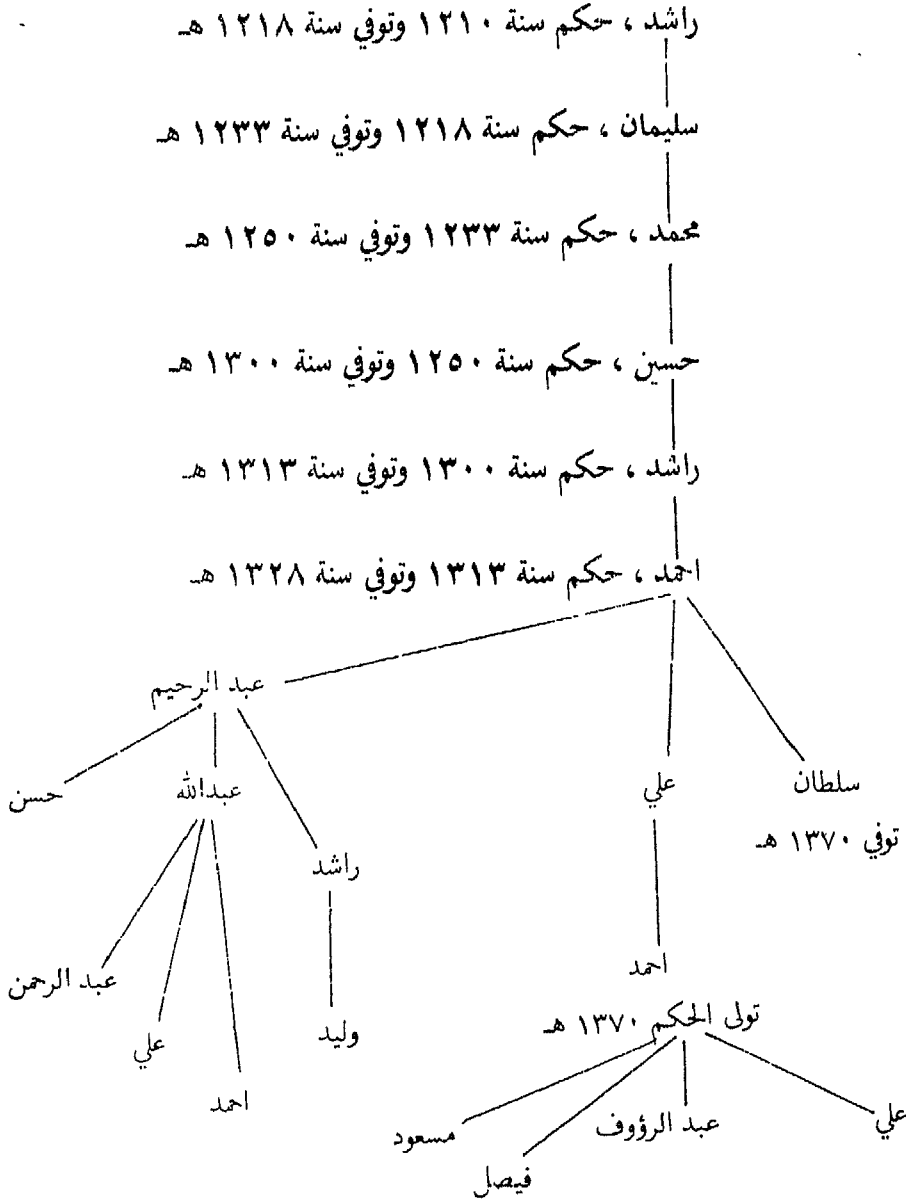 راشد ، حكم سنة ١٢١٠ وتوفي سنة ١٢١٨ هـ
سليمان ، حكم سنة ١٢١٨ وتوفي سنة ١٢٣٣ هـ
محمد ، حكم سنة ١٢٣٣ وتوفي سنة ١٢٥٠ هـ
حسين ، حكم سنة ١٢٥٠ وتوفي سنة ١٣٠٠ هـ
راشد ، حكم سنة ١٣٠٠ وتوفي سنة ١٣١٣ هـ
احمد ، حكم سنة ١٣١٣ وتوفي سنة ١٣٢٨ هـ
عبد الرحيم
سلطان
علي
عبدالله
حسن
توفي ١٣٧٠ هـ
راشد
احمد
عبد الرحمن
تولى الحكم ١٣٧٠ هـ
وليد
علي
احمد
علي
عبد الرؤوف
مسعود
فيصل